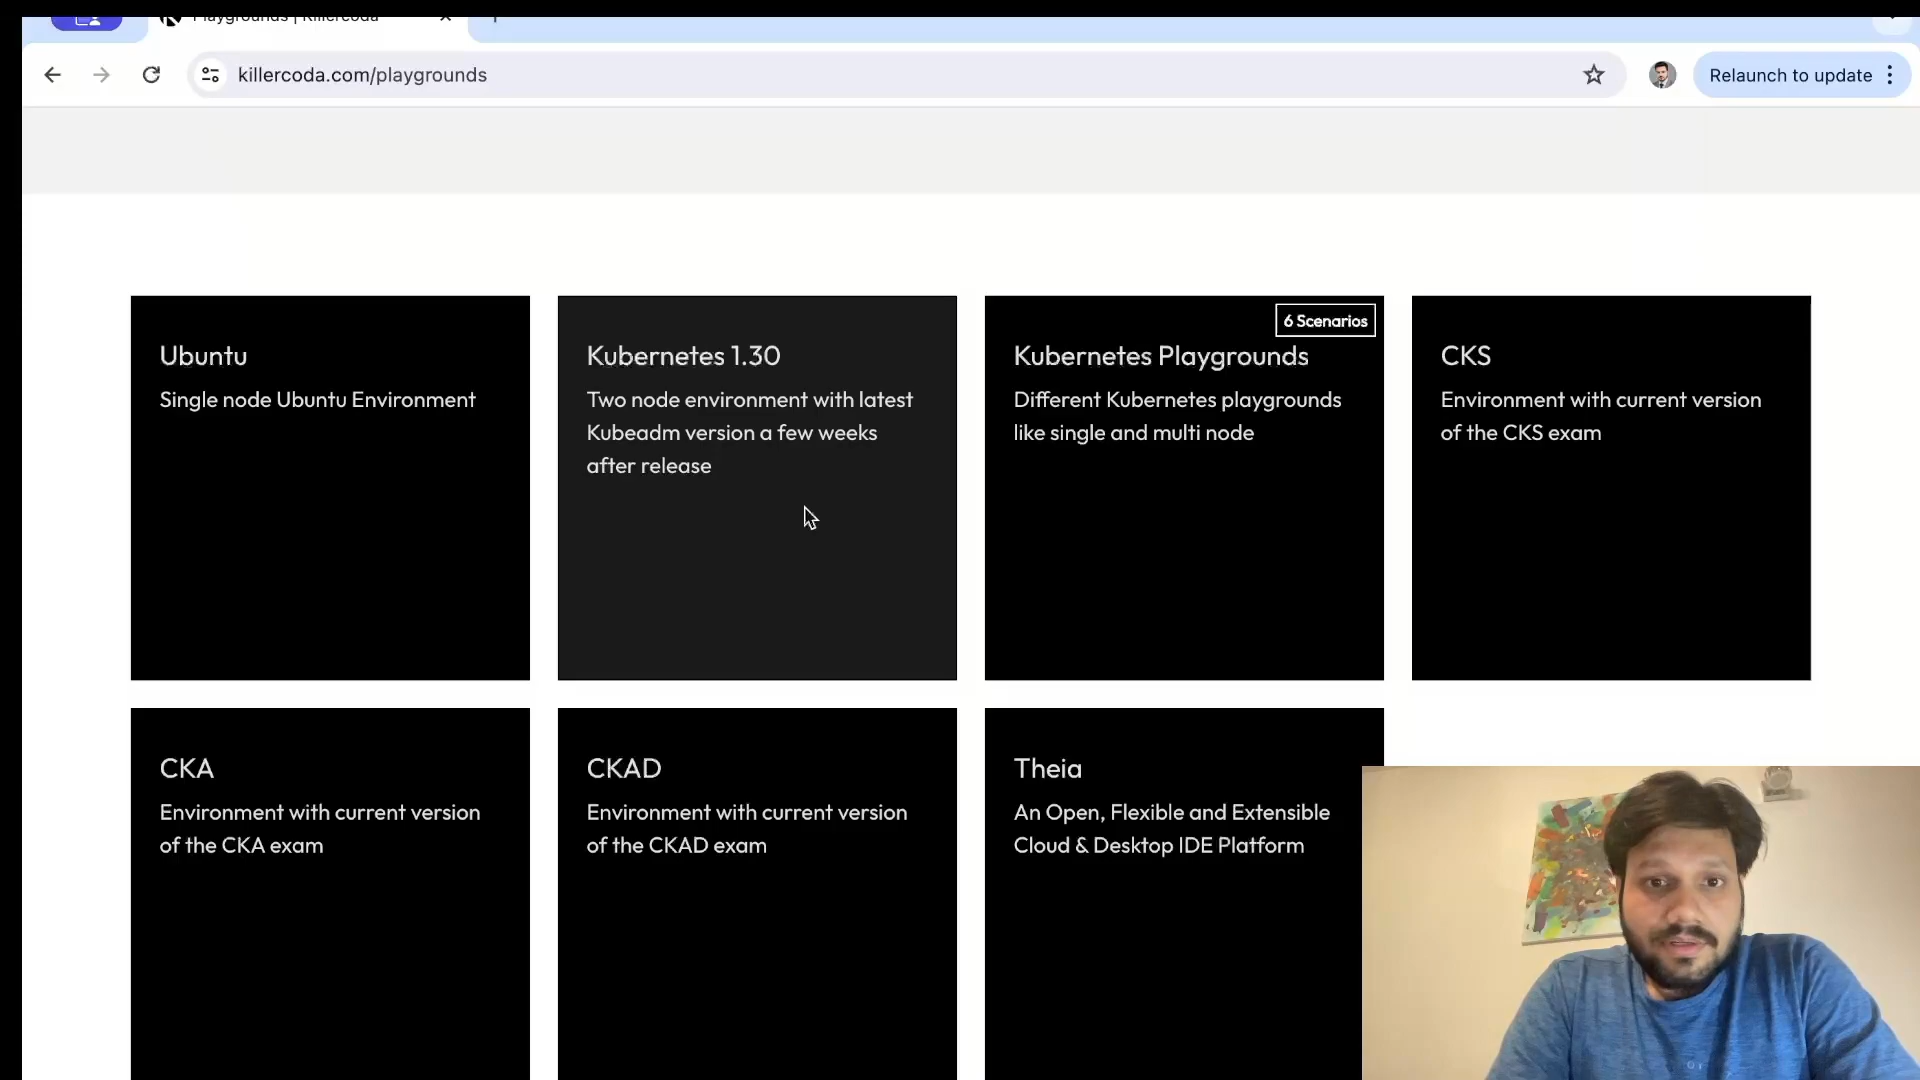 Playgrounds | Killercoda
killercoda.com/playgrounds
Relaunch to update
6 Scenarios
Ubuntu
Single node Ubuntu Environment
Kubernetes 1.30
Two node environment with latest
Kubeadm version a few weeks
after release
Kubernetes Playgrounds
Different Kubernetes playgrounds
like single and multi node
CKS
Environment with current version
of the CKS exam
CKA
Environment with current version
of the CKA exam
CKAD
Environment with current version
of the CKAD exam
Theia
An Open, Flexible and Extensible
Cloud & Desktop IDE Platform